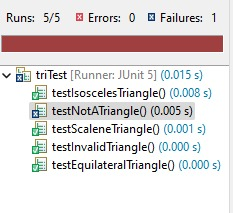 Runs: 5/5 Errors: 0 Failures: 1
triTest [Runner: JUnit 5] (0.015 s)
testIsoscelesTriangle() (0.008 s)
testNotATriangle() (0.005 s)
testScaleneTriangle() (0.001 s)
testInvalidTriangle() (0.000 s)
testEquilateralTriangle() (0.000 s)